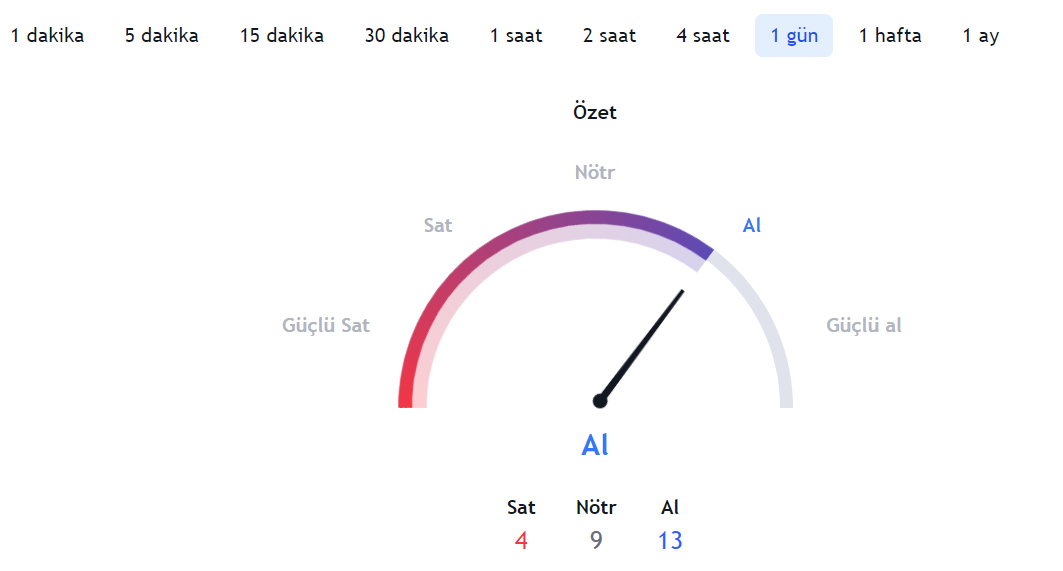 1 dakika 5 dakika 15 dakika 30 dakika 1 saat 2 saat 4 saat 1 gün 1 hafta 1 ay
Özet
Nötr
Sat Al
Güçlü Sat Güçlü al
Al
Sat Nötr Al
4 9 13